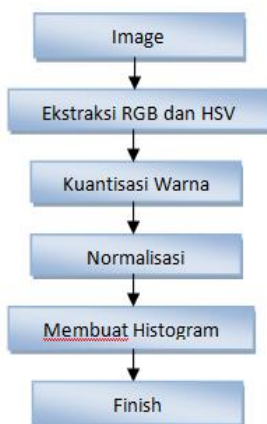 Image
Ekstraksi RGB dan HSV
Kuantisasi Warna
Normalisasi
Membuat Histogram
Finish